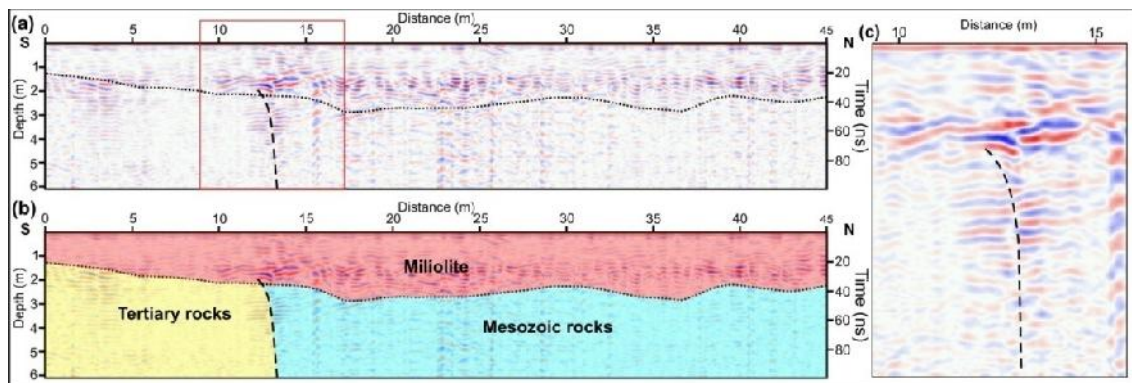 (a)
Distance (m)
S 0 5 10 15 20 25 30 35 40 45 N
Depth (m)
1
2
3
4
5
6
Time (ns)
20
40
60
80
(b)
Distance (m)
S 0 5 10 15 20 25 30 35 40 45 N
Depth (m)
1
2
3
4
5
6
Miliolite
Tertiary rocks
Mesozoic rocks
Time (ns)
20
40
60
80
(c)
Distance (m)
10 15